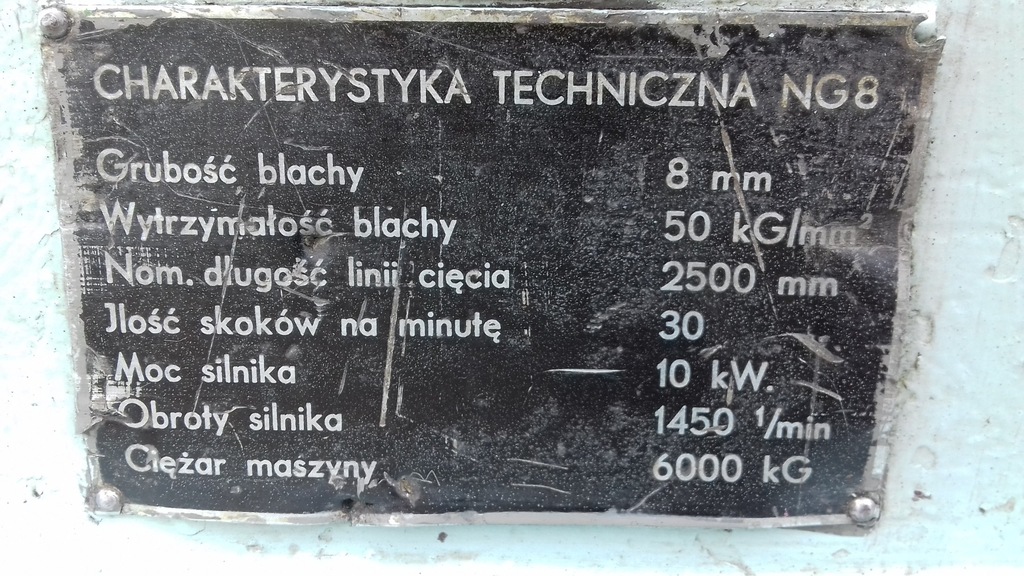 CHARAKTERYSTYKA TECHNICZNA NG8
Grubość blachy 8 mm
Wytrzymałość blachy 50 kG/mm²
Nom. długość linii cięcia 2500 mm
Jlość skoków na minutę 30
Moc silnika 10 kW.
Obroty silnika 1450 1/min
Ciężar maszyny 6000 kG